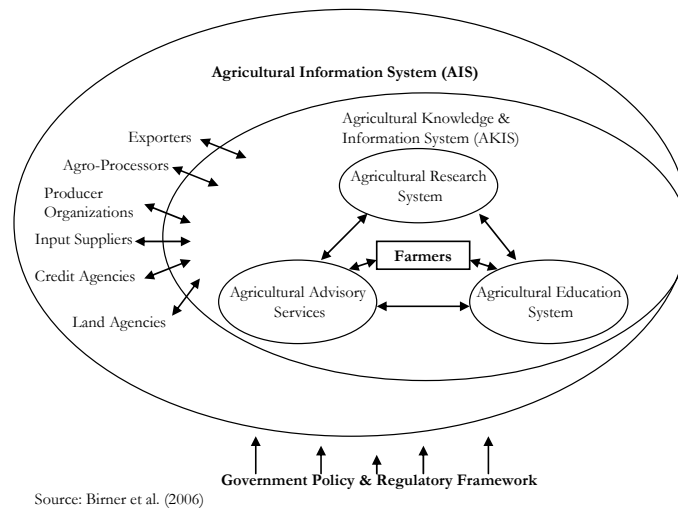 Agricultural Information System (AIS)
Agricultural Knowledge &
Information System (AKIS)
Exporters
Agro-Processors
Producer
Organizations
Input Suppliers
Credit Agencies
Land Agencies
Agricultural Research
System
Farmers
Agricultural Advisory
Services
Agricultural Education
System
Government Policy & Regulatory Framework
Source: Birner et al. (2006)